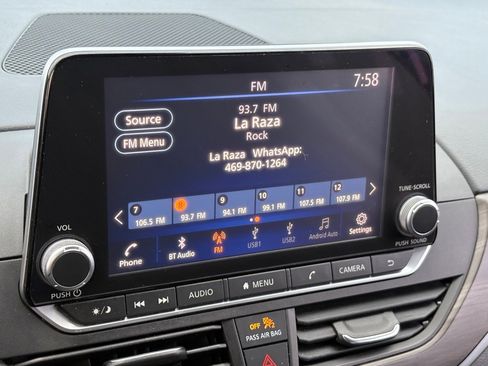 FM
7:58
Source
FM Menu
93.7 FM
La Raza
Rock
La Raza WhatsApp:
469-870-1264
7 8 9 10 11 12
106.5 FM 93.7 FM 94.1 FM 99.1 FM 107.5 FM 107.9 FM
Phone BT Audio FM USB1 USB2 Android Auto Settings
VOL
PUSH
TUNE·SCROLL
PUSH SOUND
AUDIO MENU CAMERA
OFF 2
PASS AIR BAG